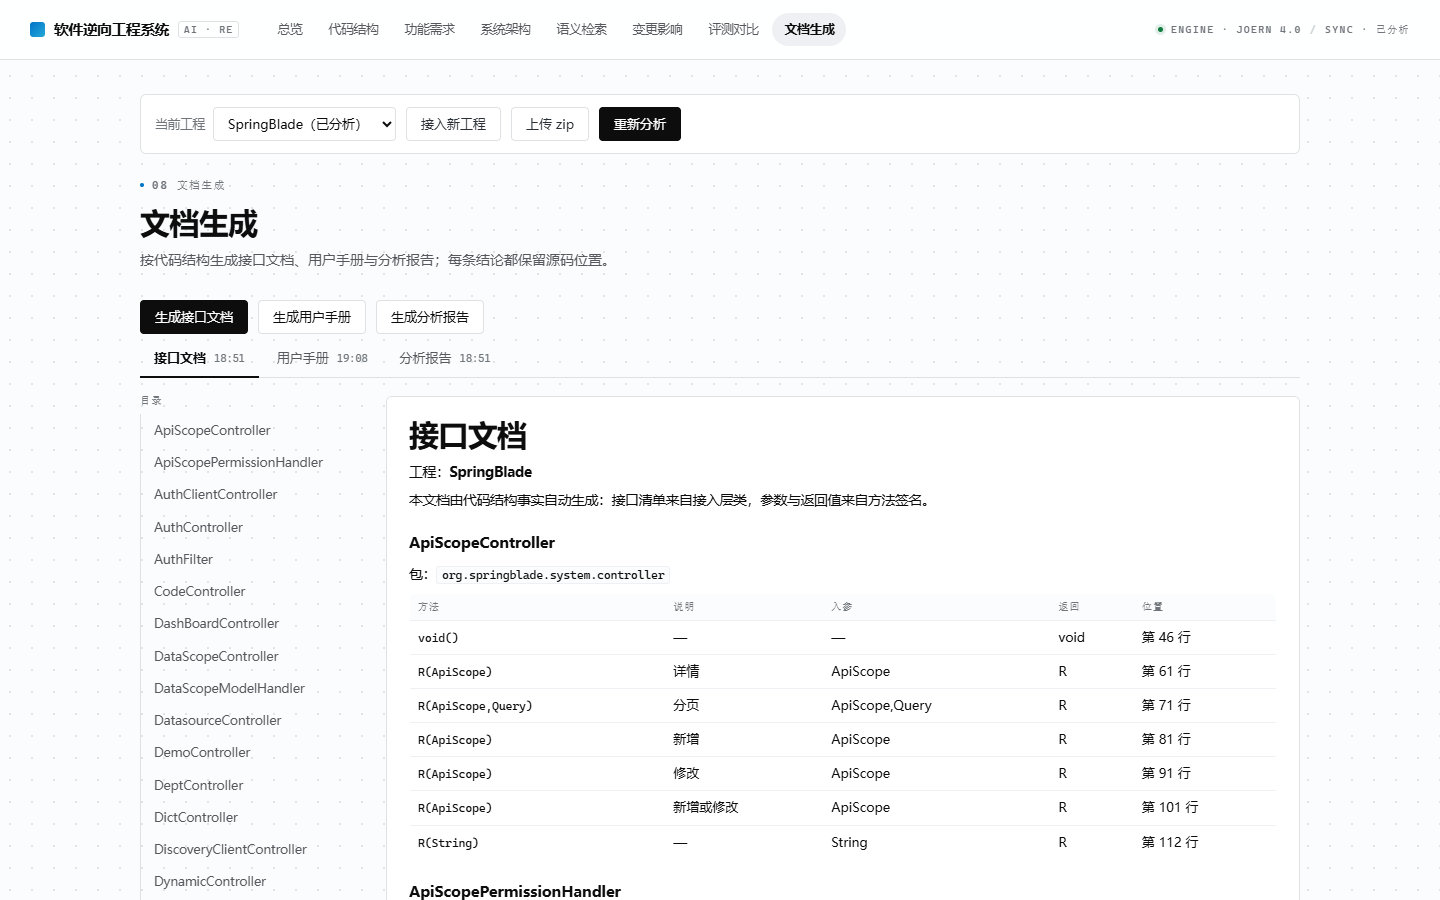 软件逆向工程系统 AI · RE 总览 代码结构 功能需求 系统架构 语义检索 变更影响 评测对比 文档生成 ENGINE · JOERN 4.0 / SYNC · 已分析
当前工程 SpringBlade（已分析） 接入新工程 上传 zip 重新分析
08 文档生成
文档生成
按代码结构生成接口文档、用户手册与分析报告；每条结论都保留源码位置。
生成接口文档 生成用户手册 生成分析报告
接口文档 18:51 用户手册 19:08 分析报告 18:51
目录
ApiScopeController
ApiScopePermissionHandler
AuthClientController
AuthController
AuthFilter
CodeController
DashBoardController
DataScopeController
DataScopeModelHandler
DatasourceController
DemoController
DeptController
DictController
DiscoveryClientController
DynamicController
接口文档
工程：SpringBlade
本文档由代码结构事实自动生成：接口清单来自接入层类，参数与返回值来自方法签名。
ApiScopeController
包： org.springblade.system.controller
方法 说明 入参 返回 位置
void() — — void 第 46 行
R(ApiScope) 详情 ApiScope R 第 61 行
R(ApiScope,Query) 分页 ApiScope,Query R 第 71 行
R(ApiScope) 新增 ApiScope R 第 81 行
R(ApiScope) 修改 ApiScope R 第 91 行
R(ApiScope) 新增或修改 ApiScope R 第 101 行
R(String) — String R 第 112 行
ApiScopePermissionHandler